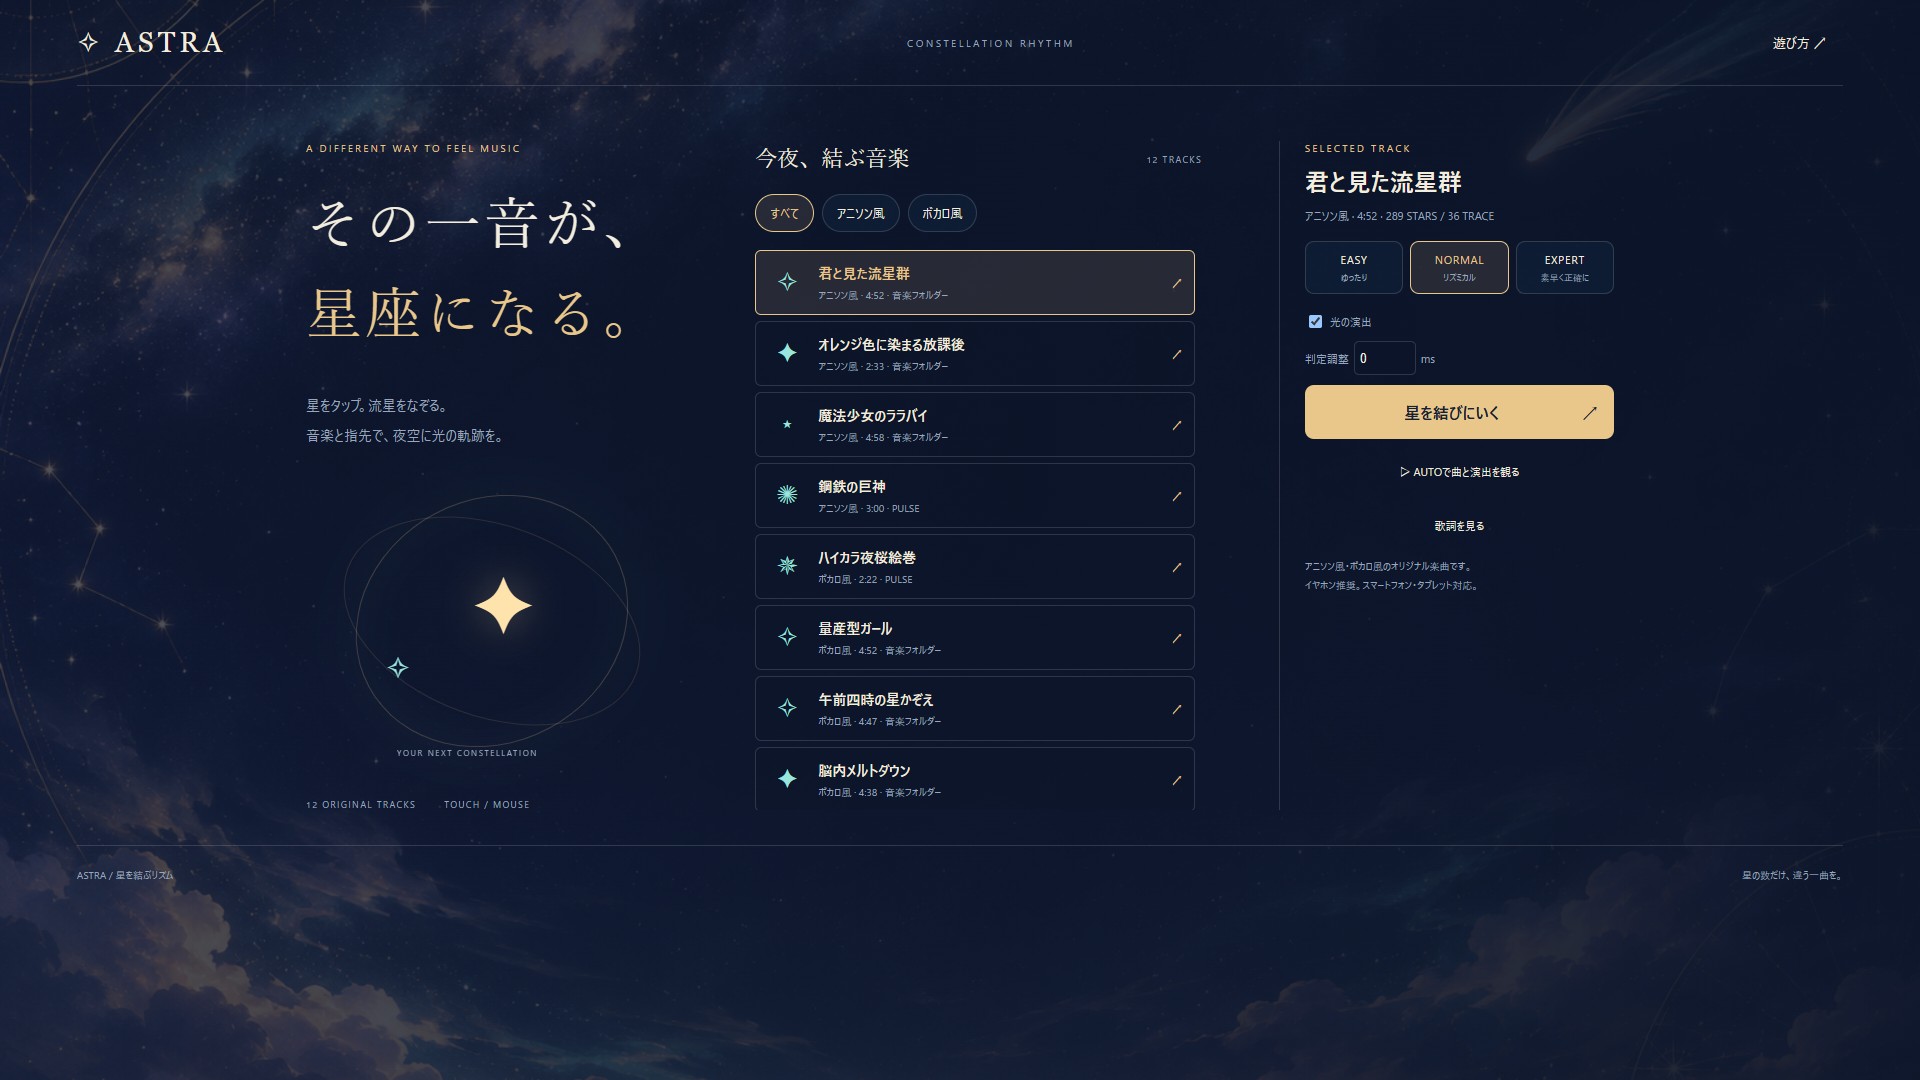 ASTRA
CONSTELLATION RHYTHM
遊び方
A DIFFERENT WAY TO FEEL MUSIC
その一音が、
星座になる。
星をタップ。流星をなぞる。
音楽と指先で、夜空に光の軌跡を。
YOUR NEXT CONSTELLATION
12 ORIGINAL TRACKS
TOUCH / MOUSE
今夜、結ぶ音楽
12 TRACKS
すべて
アニソン風
ボカロ風
君と見た流星群
アニソン風 · 4:52 · 音楽フォルダー
オレンジ色に染まる放課後
アニソン風 · 2:33 · 音楽フォルダー
魔法少女のララバイ
アニソン風 · 4:58 · 音楽フォルダー
鋼鉄の巨神
アニソン風 · 3:00 · PULSE
ハイカラ夜桜絵巻
ボカロ風 · 2:22 · PULSE
量産型ガール
ボカロ風 · 4:52 · 音楽フォルダー
午前四時の星かぞえ
ボカロ風 · 4:47 · 音楽フォルダー
脳内メルトダウン
ボカロ風 · 4:38 · 音楽フォルダー
SELECTED TRACK
君と見た流星群
アニソン風 · 4:52 · 289 STARS / 36 TRACE
EASY
ゆったり
NORMAL
リズミカル
EXPERT
素早く正確に
光の演出
判定調整 0 ms
星を結びにいく
▷ AUTOで曲と演出を観る
歌詞を見る
アニソン風・ボカロ風のオリジナル楽曲です。
イヤホン推奨。スマートフォン・タブレット対応。
ASTRA / 星を結ぶリズム
星の数だけ、違う一曲を。